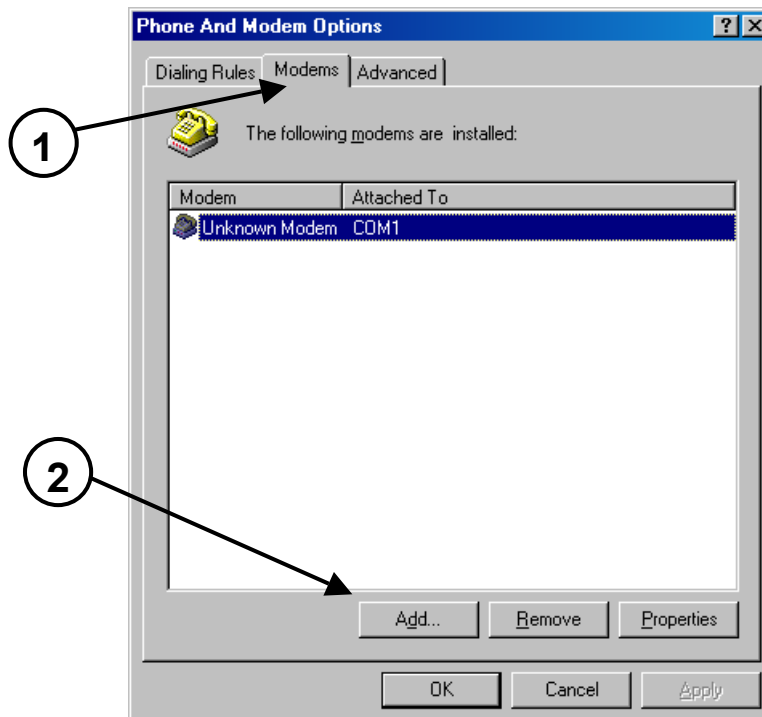 Phone And Modem Options
Dialing Rules Modems Advanced
1
The following modems are installed:
Modem Attached To
Unknown Modem COM1
2
Add... Remove Properties
OK Cancel Apply